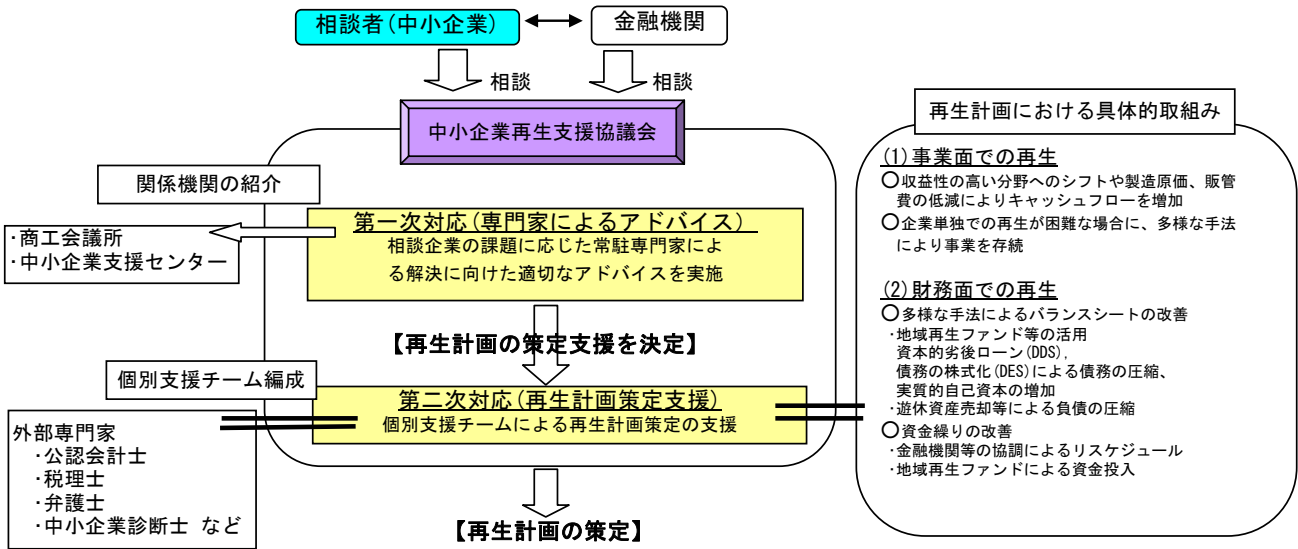 相談者(中小企業)
金融機関
相談
相談
中小企業再生支援協議会
関係機関の紹介
・商工会議所
・中小企業支援センター
第一次対応(専門家によるアドバイス)
相談企業の課題に応じた常駐専門家によ
る解決に向けた適切なアドバイスを実施
【再生計画の策定支援を決定】
個別支援チーム編成
第二次対応(再生計画策定支援)
個別支援チームによる再生計画策定の支援
外部専門家
・公認会計士
・税理士
・弁護士
・中小企業診断士 など
【再生計画の策定】
再生計画における具体的取組み
(1)事業面での再生
○収益性の高い分野へのシフトや製造原価、販管
費の低減によりキャッシュフローを増加
○企業単独での再生が困難な場合に、多様な手法
により事業を存続
(2)財務面での再生
○多様な手法によるバランスシートの改善
・地域再生ファンド等の活用
資本的劣後ローン(DDS),
債務の株式化(DES)による債務の圧縮、
実質的自己資本の増加
・遊休資産売却等による負債の圧縮
○資金繰りの改善
・金融機関等の協調によるリスケジュール
・地域再生ファンドによる資金投入